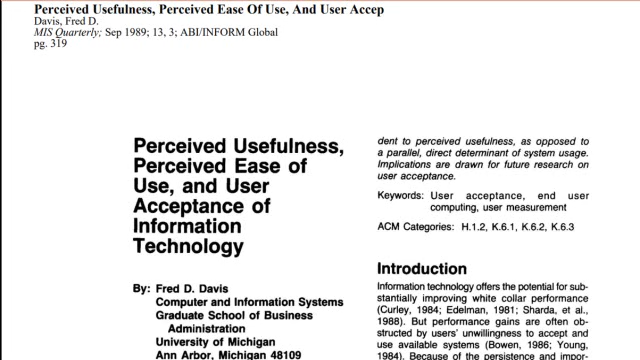 Perceived Usefulness, Perceived Ease Of Use, And User Accep
Davis, Fred D.
MIS Quarterly; Sep 1989; 13, 3; ABI/INFORM Global
pg. 319
Perceived Usefulness,
Perceived Ease of
Use, and User
Acceptance of
Information
Technology
By: Fred D. Davis
Computer and Information Systems
Graduate School of Business
Administration
University of Michigan
Ann Arbor, Michigan 48109
dent to perceived usefulness, as opposed to
a parallel, direct determinant of system usage.
Implications are drawn for future research on
user acceptance.
Keywords: User acceptance, end user
computing, user measurement
ACM Categories: H.1.2, K.6.1, K.6.2, K.6.3
Introduction
Information technology offers the potential for sub-
stantially improving white collar performance
(Curley, 1984; Edelman, 1981; Sharda, et al.,
1988). But performance gains are often ob-
structed by users' unwillingness to accept and
use available systems (Bowen, 1986; Young,
1984). Because of the persistence and impor-